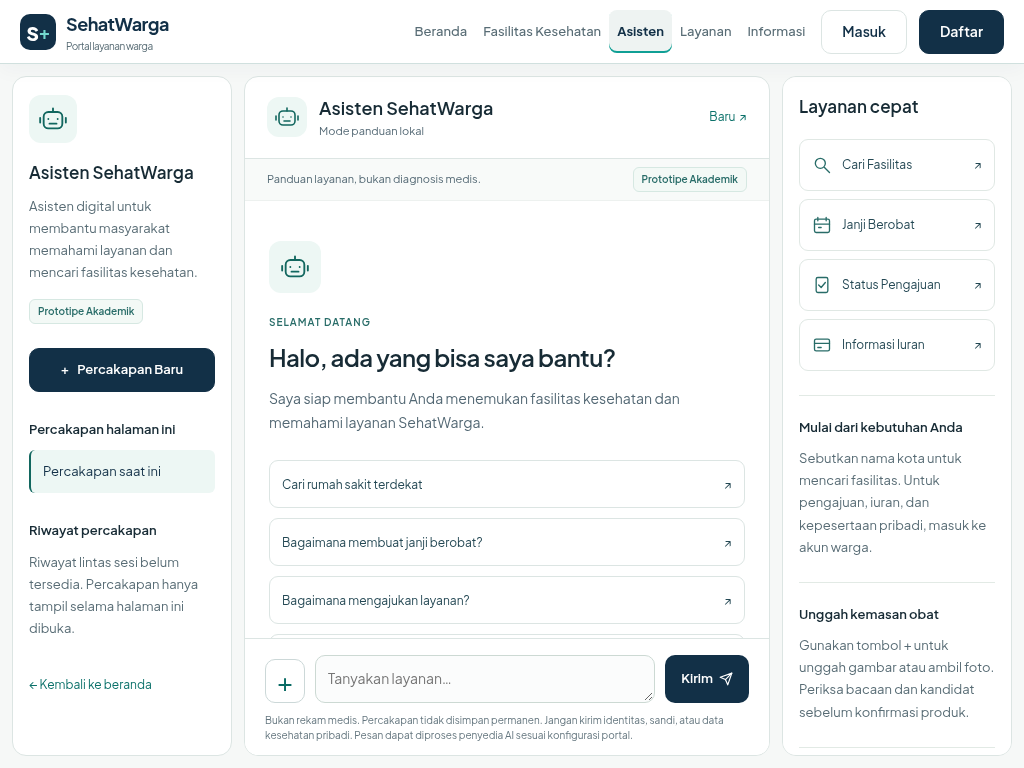 S+
SehatWarga
Portal layanan warga
Beranda
Fasilitas Kesehatan
Asisten
Layanan
Informasi
Masuk
Daftar
Asisten SehatWarga
Asisten digital untuk
membantu masyarakat
memahami layanan dan
mencari fasilitas kesehatan.
Prototipe Akademik
+ Percakapan Baru
Percakapan halaman ini
Percakapan saat ini
Riwayat percakapan
Riwayat lintas sesi belum
tersedia. Percakapan hanya
tampil selama halaman ini
dibuka.
← Kembali ke beranda
Asisten SehatWarga
Mode panduan lokal
Baru ↗
Panduan layanan, bukan diagnosis medis.
Prototipe Akademik
SELAMAT DATANG
Halo, ada yang bisa saya bantu?
Saya siap membantu Anda menemukan fasilitas kesehatan dan
memahami layanan SehatWarga.
Cari rumah sakit terdekat ↗
Bagaimana membuat janji berobat? ↗
Bagaimana mengajukan layanan? ↗
+
Tanyakan layanan...
Kirim
Bukan rekam medis. Percakapan tidak disimpan permanen. Jangan kirim identitas, sandi, atau data
kesehatan pribadi. Pesan dapat diproses penyedia AI sesuai konfigurasi portal.
Layanan cepat
Cari Fasilitas ↗
Janji Berobat ↗
Status Pengajuan ↗
Informasi Iuran ↗
Mulai dari kebutuhan Anda
Sebutkan nama kota untuk
mencari fasilitas. Untuk
pengajuan, iuran, dan
kepesertaan pribadi, masuk ke
akun warga.
Unggah kemasan obat
Gunakan tombol + untuk
unggah gambar atau ambil foto.
Periksa bacaan dan kandidat
sebelum konfirmasi produk.